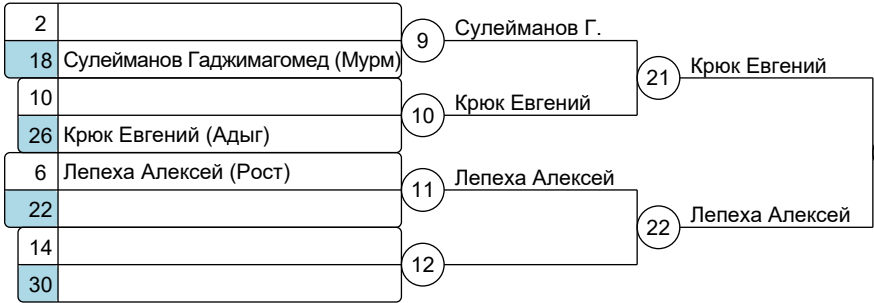 2
18 Сулейманов Гаджимагомед (Мурм)
9
Сулейманов Г.
10
26 Крюк Евгений (Адыг)
10
Крюк Евгений
21
Крюк Евгений
6 Лепеха Алексей (Рост)
22
11
Лепеха Алексей
14
30
12
22
Лепеха Алексей